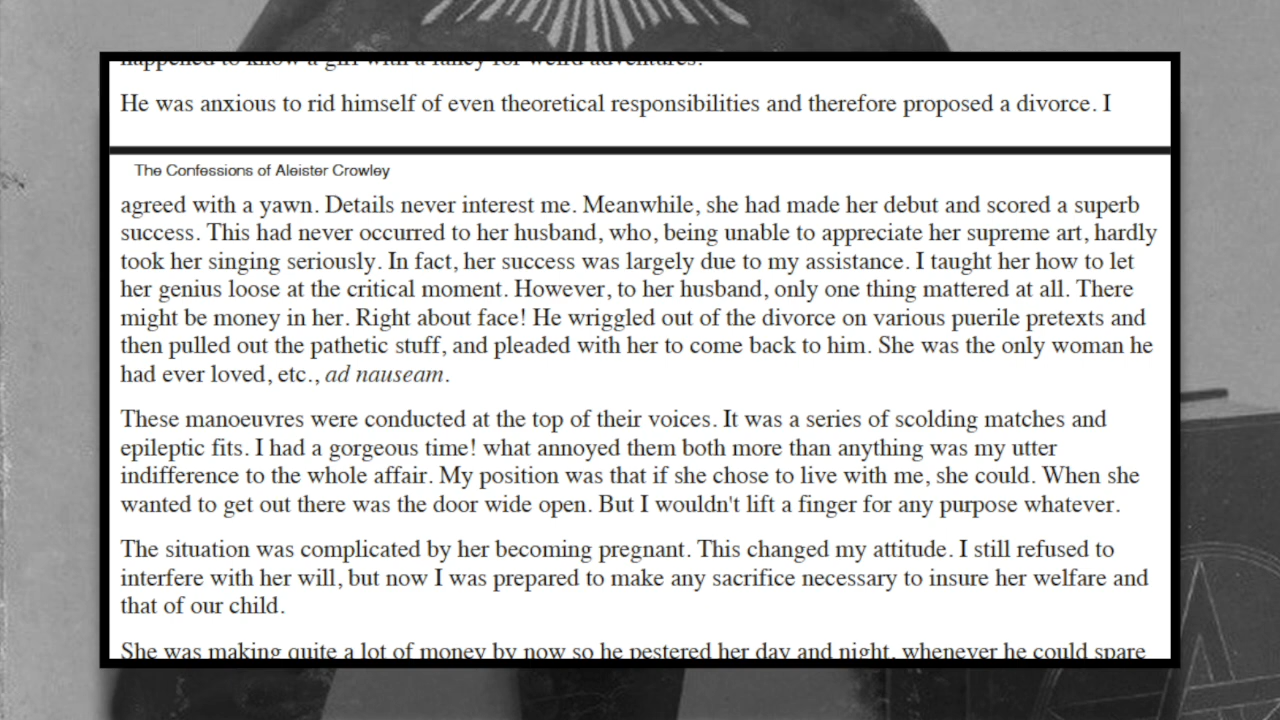 happened to know a girl with a fancy for weird adventures.
He was anxious to rid himself of even theoretical responsibilities and therefore proposed a divorce. I
The Confessions of Aleister Crowley
agreed with a yawn. Details never interest me. Meanwhile, she had made her debut and scored a superb
success. This had never occurred to her husband, who, being unable to appreciate her supreme art, hardly
took her singing seriously. In fact, her success was largely due to my assistance. I taught her how to let
her genius loose at the critical moment. However, to her husband, only one thing mattered at all. There
might be money in her. Right about face! He wriggled out of the divorce on various puerile pretexts and
then pulled out the pathetic stuff, and pleaded with her to come back to him. She was the only woman he
had ever loved, etc., ad nauseam.
These manoeuvres were conducted at the top of their voices. It was a series of scolding matches and
epileptic fits. I had a gorgeous time! what annoyed them both more than anything was my utter
indifference to the whole affair. My position was that if she chose to live with me, she could. When she
wanted to get out there was the door wide open. But I wouldn't lift a finger for any purpose whatever.
The situation was complicated by her becoming pregnant. This changed my attitude. I still refused to
interfere with her will, but now I was prepared to make any sacrifice necessary to insure her welfare and
that of our child.
She was making quite a lot of money by now so he pestered her day and night, whenever he could spare